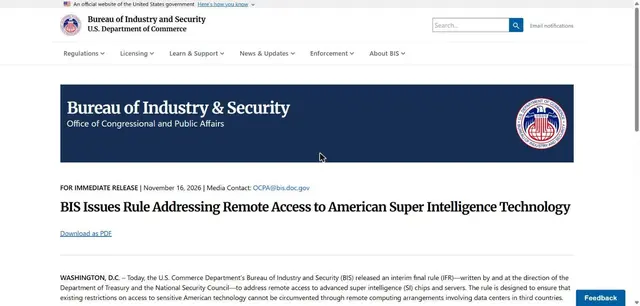 An official website of the United States government Here's how you know
Bureau of Industry and Security
U.S. Department of Commerce
Search...
Email notifications
Regulations Licensing Learn & Support News & Updates Enforcement About BIS
Bureau of Industry & Security
Office of Congressional and Public Affairs
FOR IMMEDIATE RELEASE | November 16, 2026 | Media Contact: OCPA@bis.doc.gov
BIS Issues Rule Addressing Remote Access to American Super Intelligence Technology
Download as PDF
WASHINGTON, D.C. – Today, the U.S. Commerce Department's Bureau of Industry and Security (BIS) released an interim final rule (IFR)—written by and at the direction of the
Department of Treasury and the National Security Council—to address remote access to advanced super intelligence (SI) chips and servers. The rule is designed to ensure that
existing restrictions on access to sensitive American technology cannot be circumvented through remote computing arrangements involving data centers in third countries.
Feedback